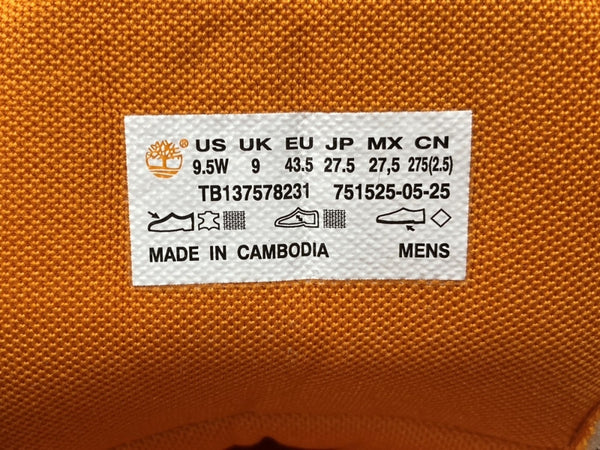 ® US UK EU JP MX CN
9.5W 9 43.5 27.5 27,5 275(2.5)
TB137578231 751525-05-25
MADE IN CAMBODIA MENS